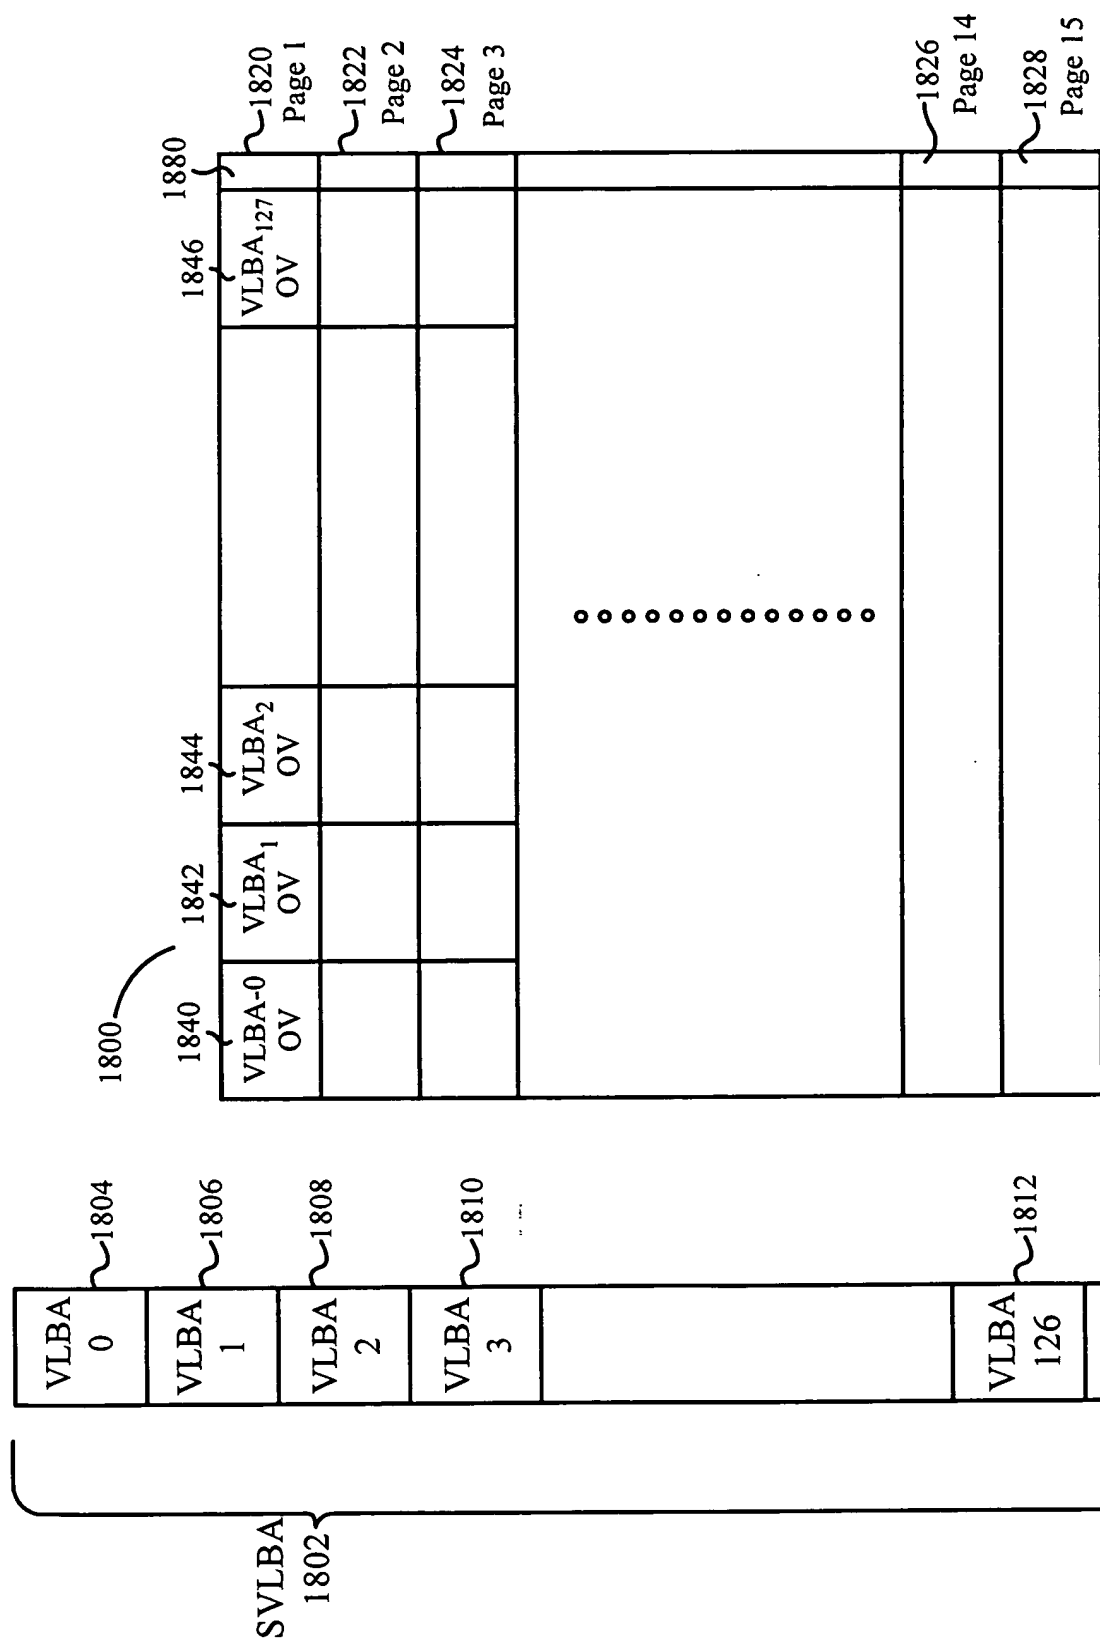 SVLBA
1802
VLBA
0
1804
VLBA
1
1806
VLBA
2
1808
VLBA
3
1810
VLBA
126
1812
1800
1840
1842
1844
1846
1880
VLBA-0
OV
VLBA1
OV
VLBA2
OV
VLBA127
OV
1820
Page 1
1822
Page 2
1824
Page 3
1826
Page 14
1828
Page 15